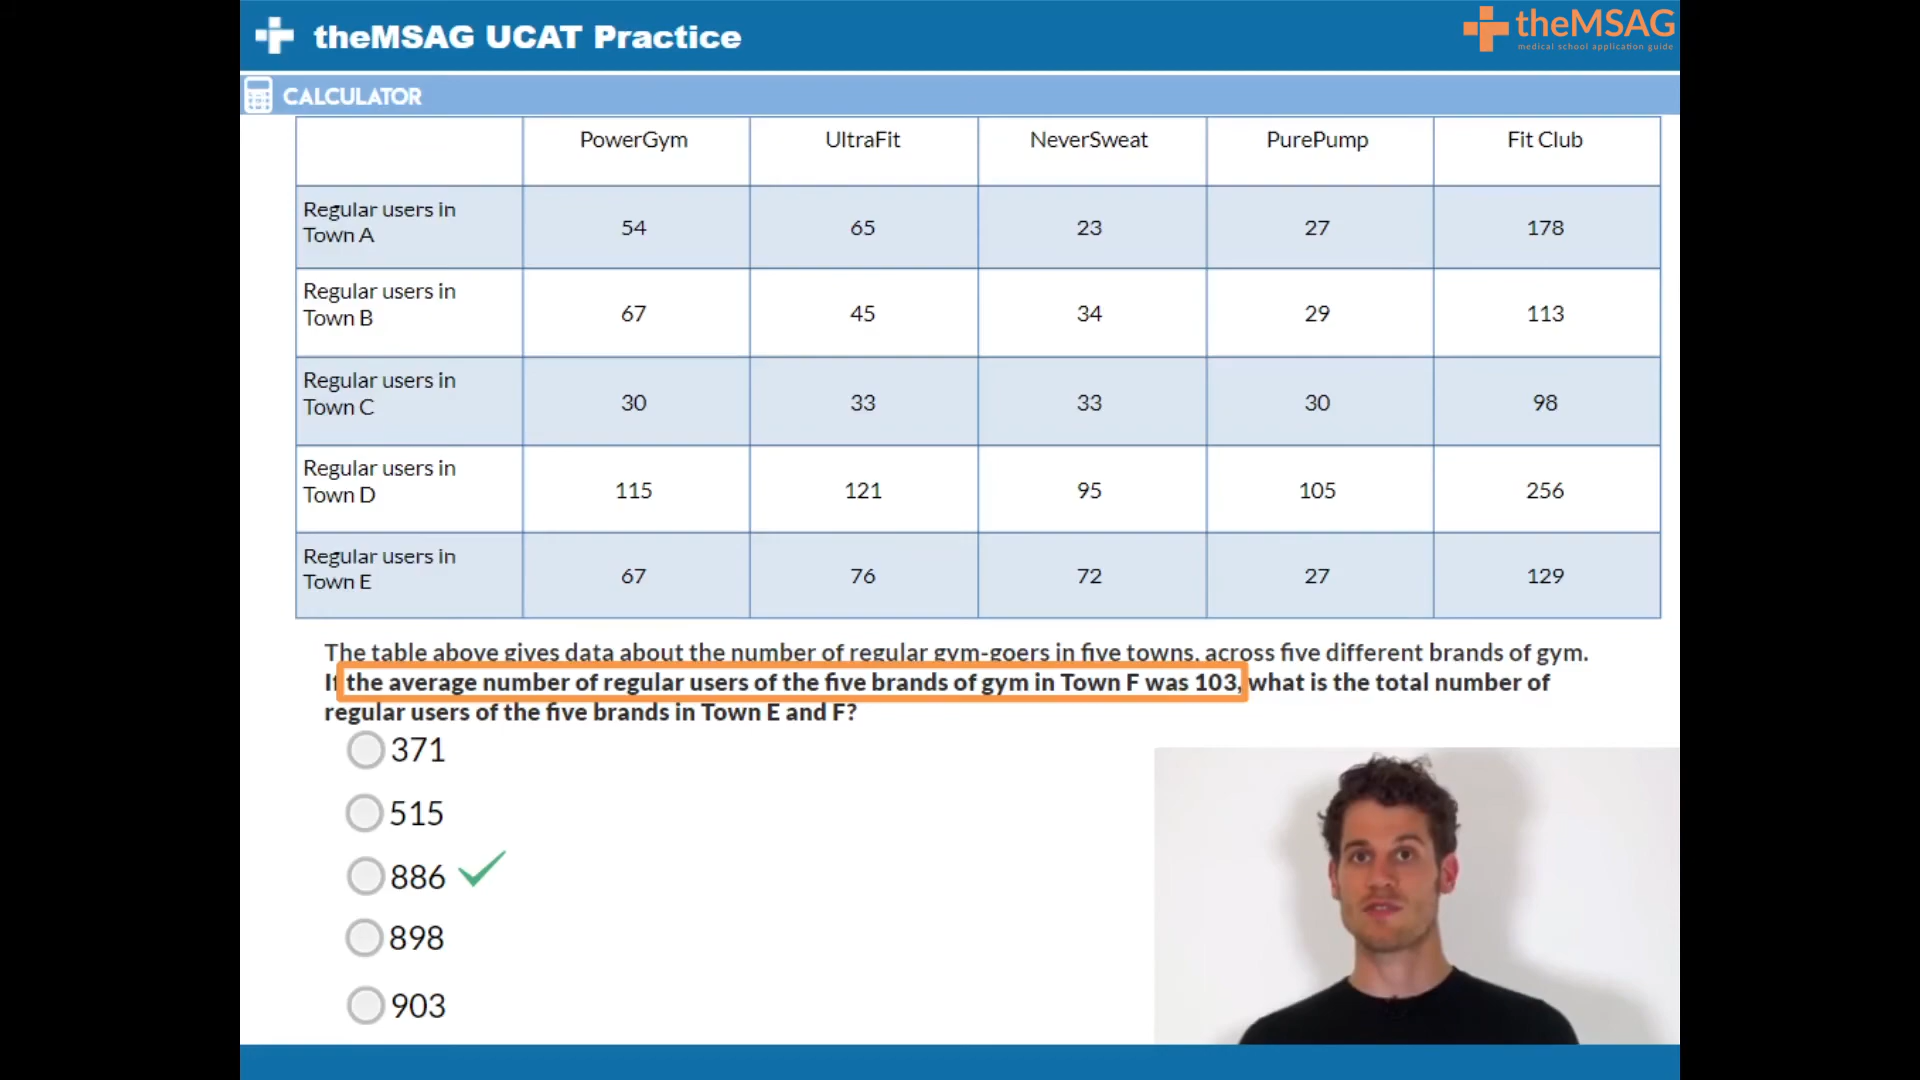 theMSAG UCAT Practice
theMSAG
medical school application guide
CALCULATOR
PowerGym UltraFit NeverSweat PurePump Fit Club
Regular users in
Town A
54 65 23 27 178
Regular users in
Town B
67 45 34 29 113
Regular users in
Town C
30 33 33 30 98
Regular users in
Town D
115 121 95 105 256
Regular users in
Town E
67 76 72 27 129
The table above gives data about the number of regular gym-goers in five towns, across five different brands of gym.
If the average number of regular users of the five brands of gym in Town F was 103, what is the total number of
regular users of the five brands in Town E and F?
371
515
886
898
903